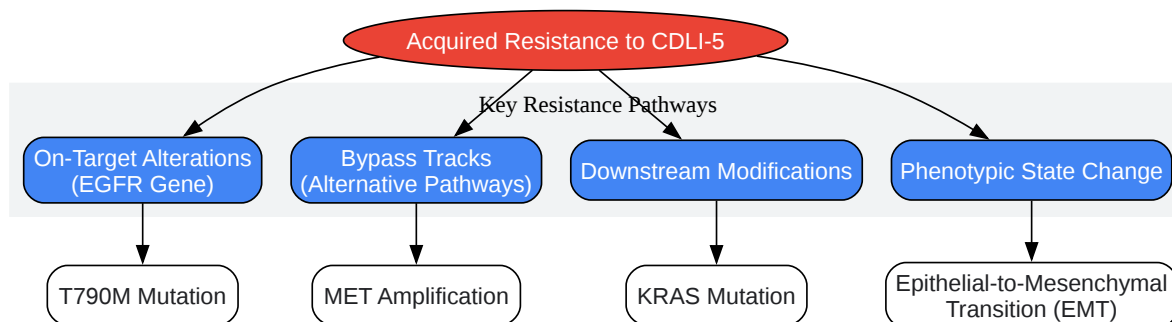 Acquired Resistance to CDLI-5
Key Resistance Pathways
On-Target Alterations
(EGFR Gene)
Bypass Tracks
(Alternative Pathways)
Downstream Modifications
Phenotypic State Change
T790M Mutation
MET Amplification
KRAS Mutation
Epithelial-to-Mesenchymal
Transition (EMT)